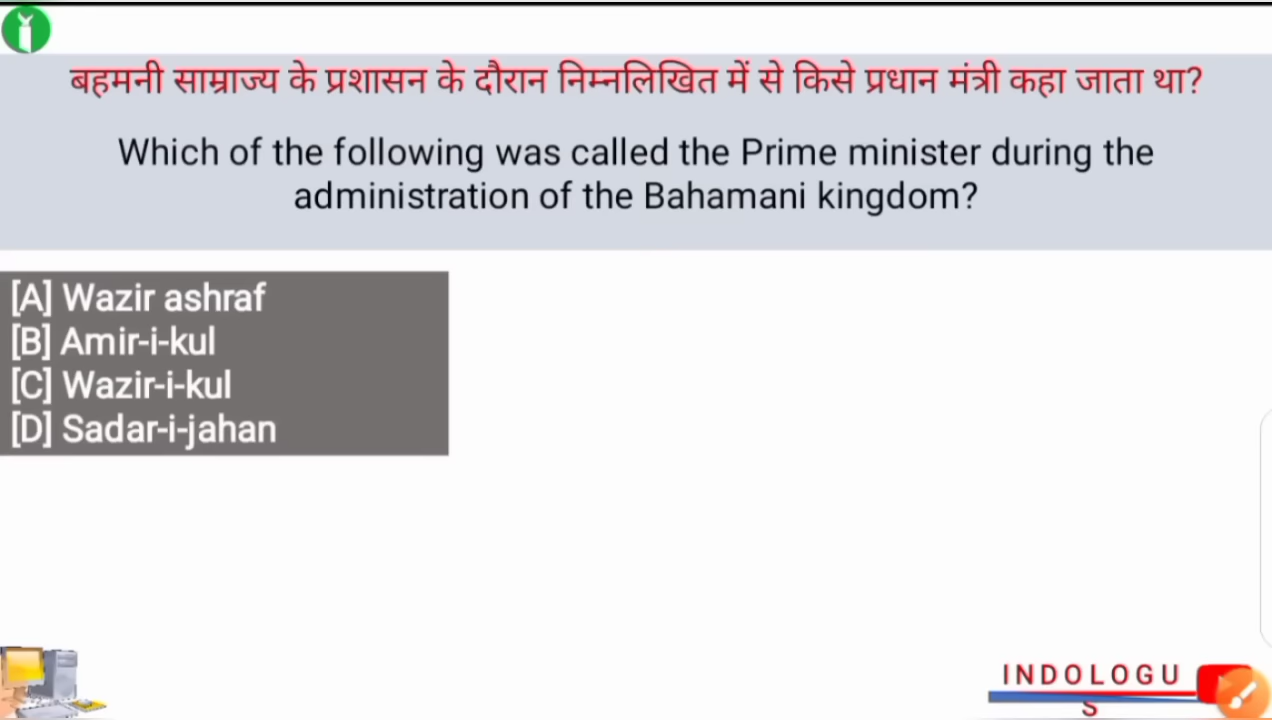 बहमनी साम्राज्य के प्रशासन के दौरान निम्नलिखित में से किसे प्रधान मंत्री कहा जाता था?
Which of the following was called the Prime minister during the
administration of the Bahamani kingdom?
[A] Wazir ashraf
[B] Amir-i-kul
[C] Wazir-i-kul
[D] Sadar-i-jahan
INDOLOGU
S